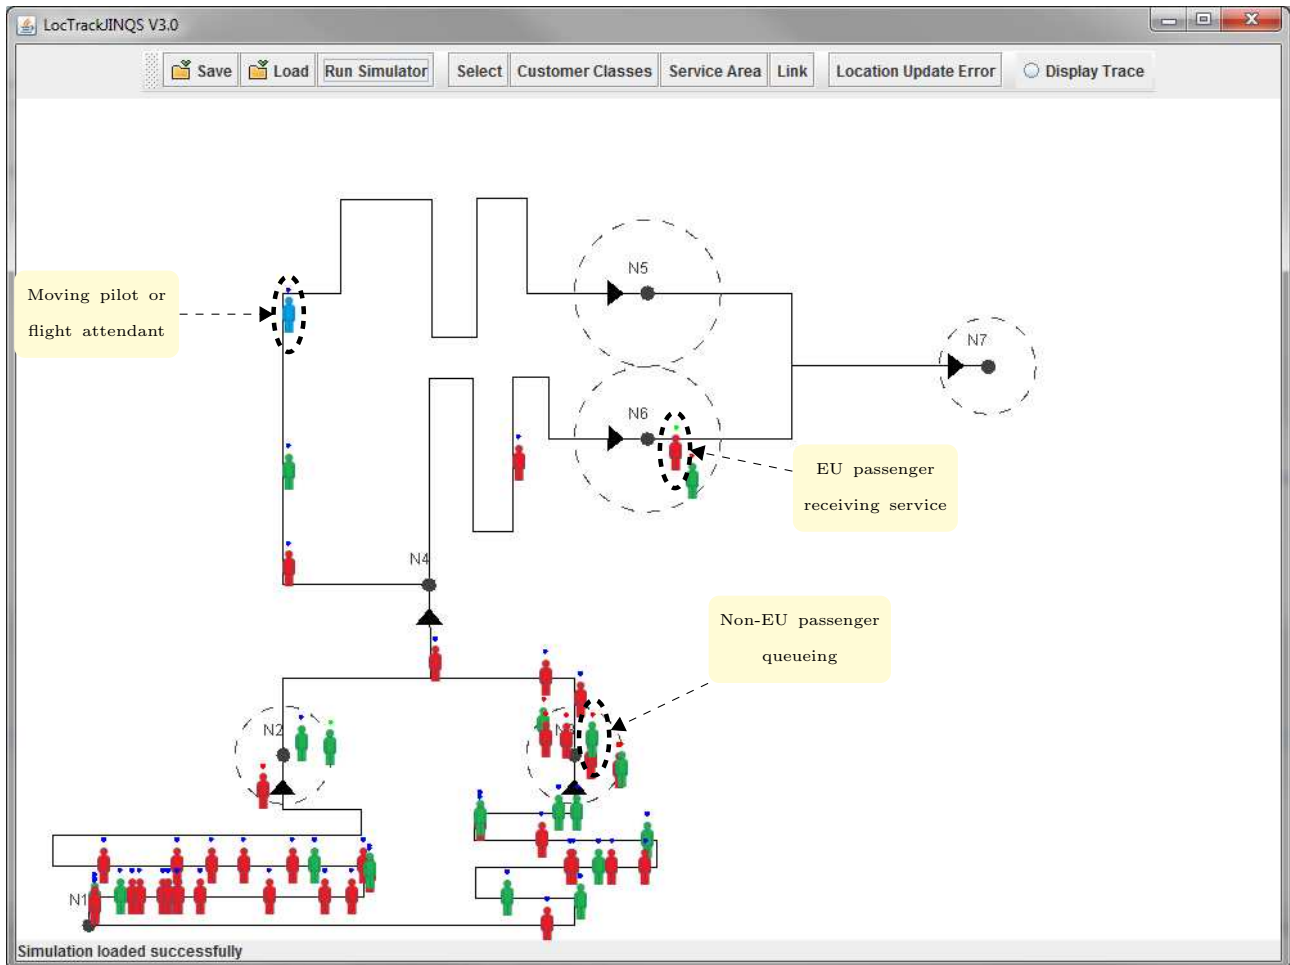 LocTrackJINQS V3.0
Save Load Run Simulator Select Customer Classes Service Area Link Location Update Error Display Trace
N5
Moving pilot or
flight attendant
N7
N6
EU passenger
receiving service
N4
Non-EU passenger
queueing
N2
N1
Simulation loaded successfully